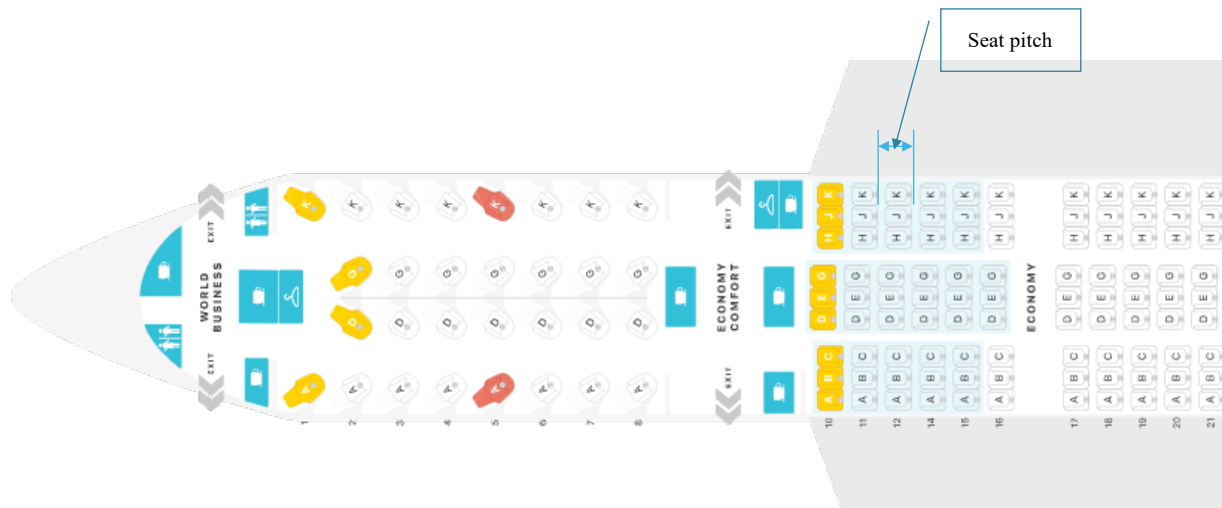 Seat pitch
K K K K K K K K K K K K K K K K K K K
EXIT EXIT J J J J J J J J J J J
H H H H H H H H H H H
WORLD
BUSINESS
G G G G G G G G G G G G G G G G G G
ECONOMY
COMFORT
E E E E E E E E E E E
ECONOMY
D D D D D D D D D D D D D D D D D D
EXIT EXIT
C C C C C C C C C C C
B B B B B B B B B B B
A A A A A A A A A A A A A A A A A A A
1 2 3 4 5 6 7 8 10 11 12 14 15 16 17 18 19 20 21